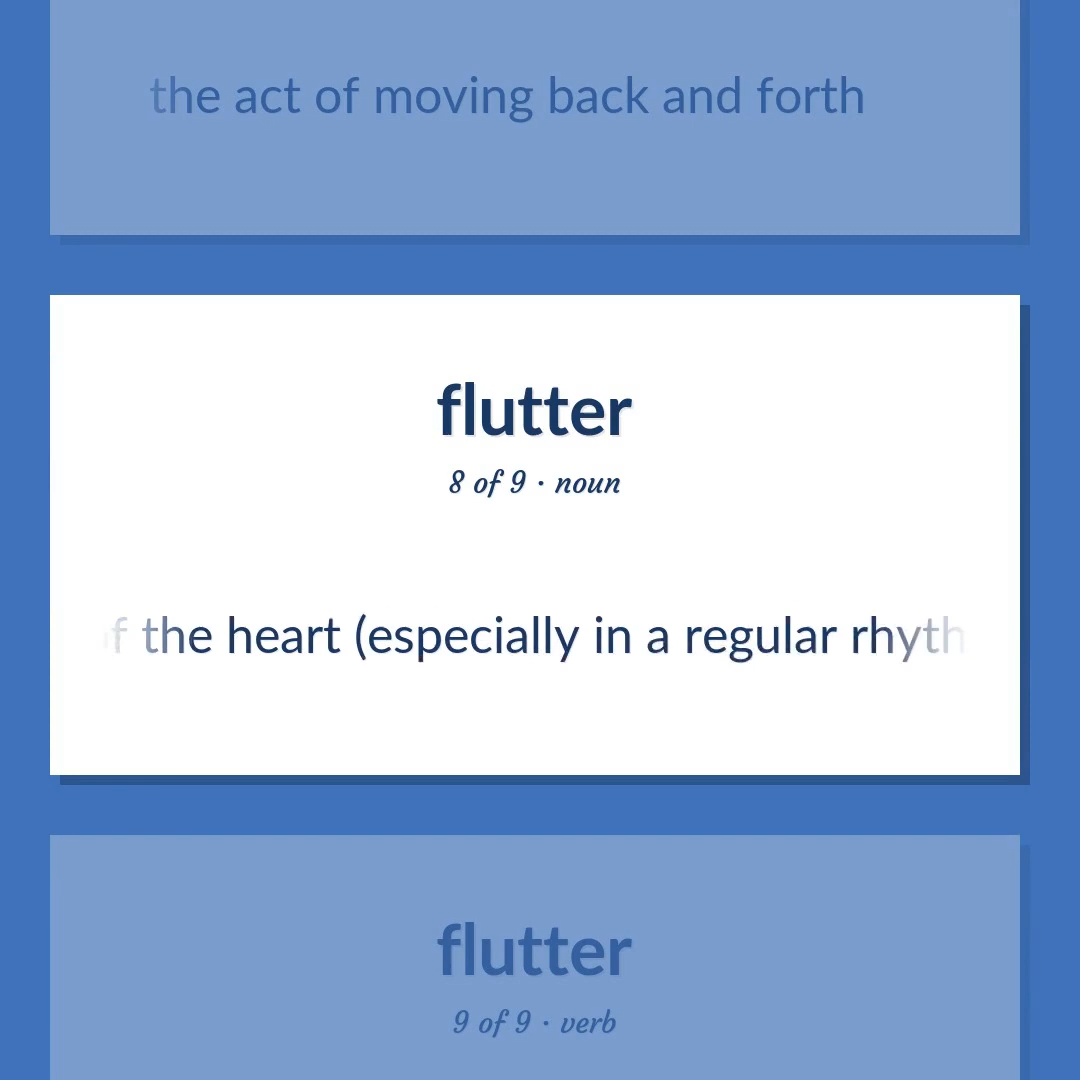 the act of moving back and forth
flutter
8 of 9 · noun
f the heart (especially in a regular rhyth
flutter
9 of 9 · verb